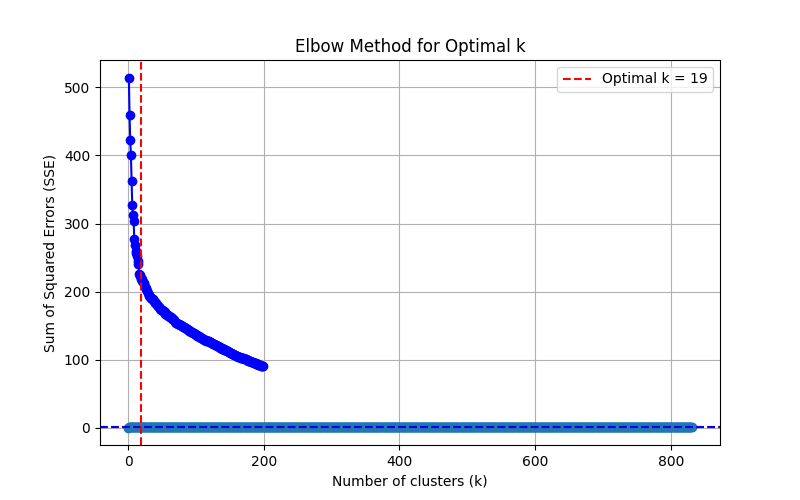 Elbow Method for Optimal k
Optimal k = 19
Sum of Squared Errors (SSE)
500
400
300
200
100
0
0 200 400 600 800
Number of clusters (k)